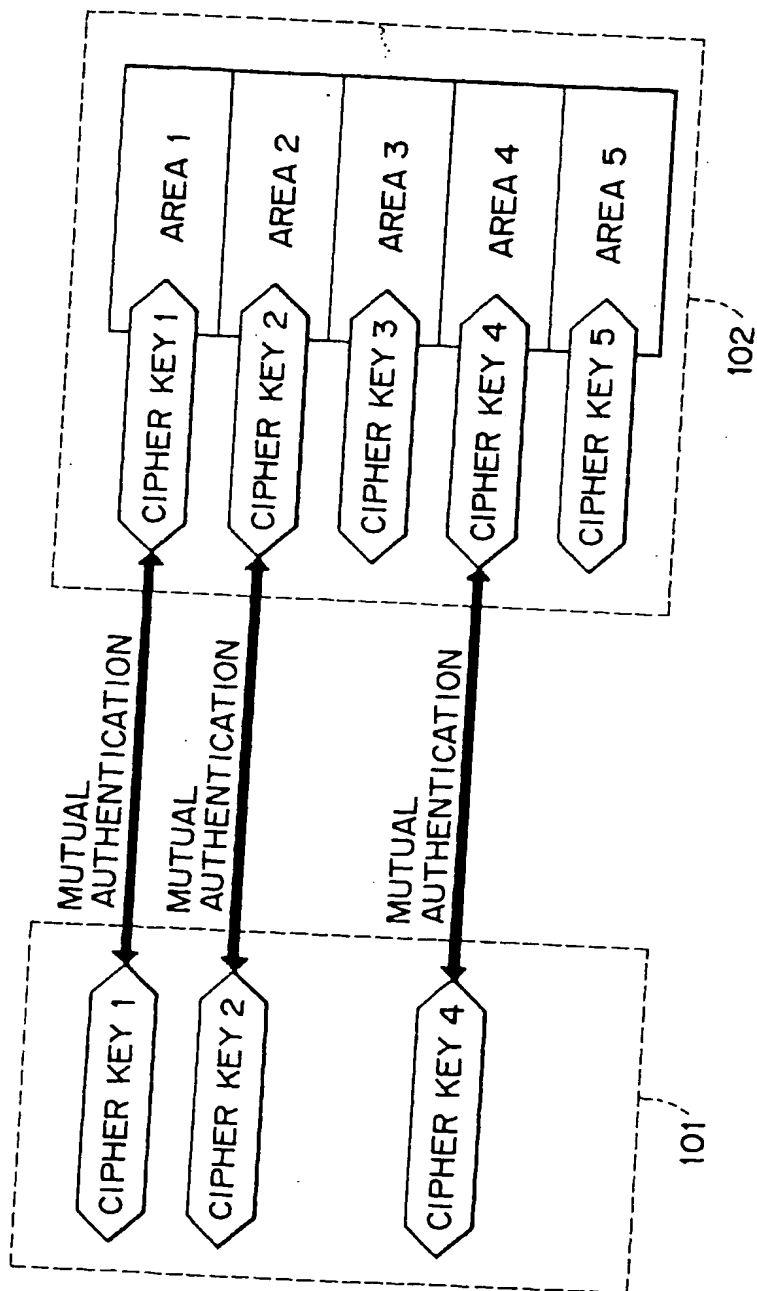 CIPHER KEY 1
CIPHER KEY 2
CIPHER KEY 4
101
MUTUAL
AUTHENTICATION
MUTUAL
AUTHENTICATION
MUTUAL
AUTHENTICATION
CIPHER KEY 1
AREA 1
CIPHER KEY 2
AREA 2
CIPHER KEY 3
AREA 3
CIPHER KEY 4
AREA 4
CIPHER KEY 5
AREA 5
102